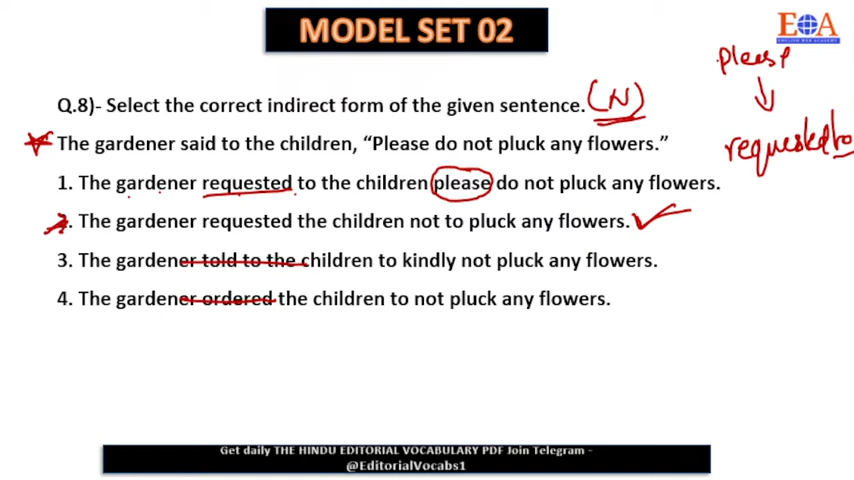 MODEL SET 02
EOA
ENGLISH WEB ACADEMY
please
requested to
Q.8)- Select the correct indirect form of the given sentence. (N)
The gardener said to the children, “Please do not pluck any flowers.”
1. The gardener requested to the children please do not pluck any flowers.
2. The gardener requested the children not to pluck any flowers.
3. The gardener told to the children to kindly not pluck any flowers.
4. The gardener ordered the children to not pluck any flowers.
Get daily THE HINDU EDITORIAL VOCABULARY PDF Join Telegram -
@EditorialVocabs1